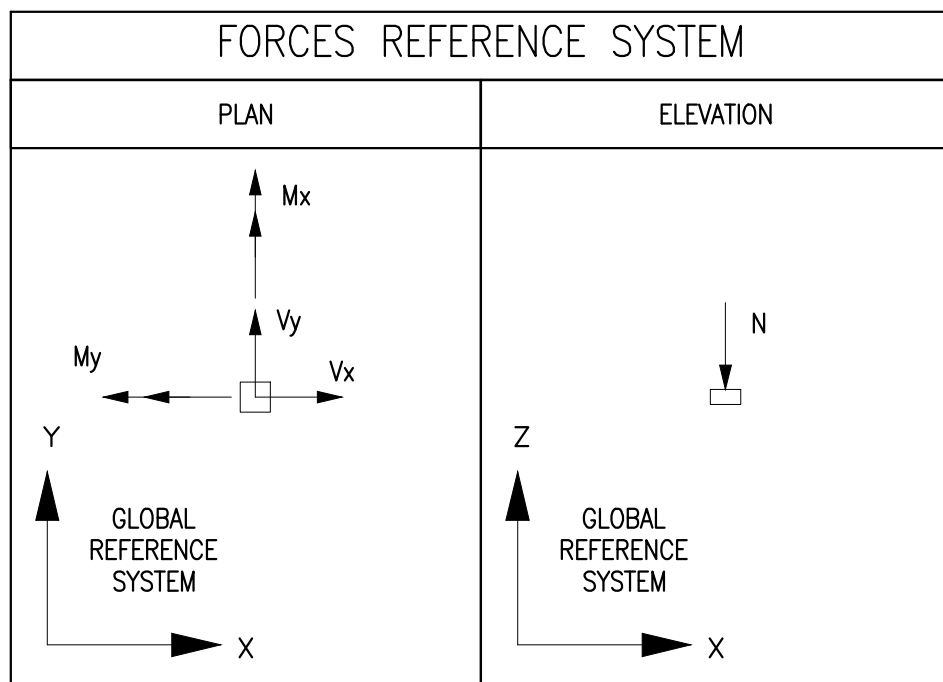 FORCES REFERENCE SYSTEM
PLAN
ELEVATION
Mx
Vy
My
Vx
Y
GLOBAL
REFERENCE
SYSTEM
X
N
Z
GLOBAL
REFERENCE
SYSTEM
X